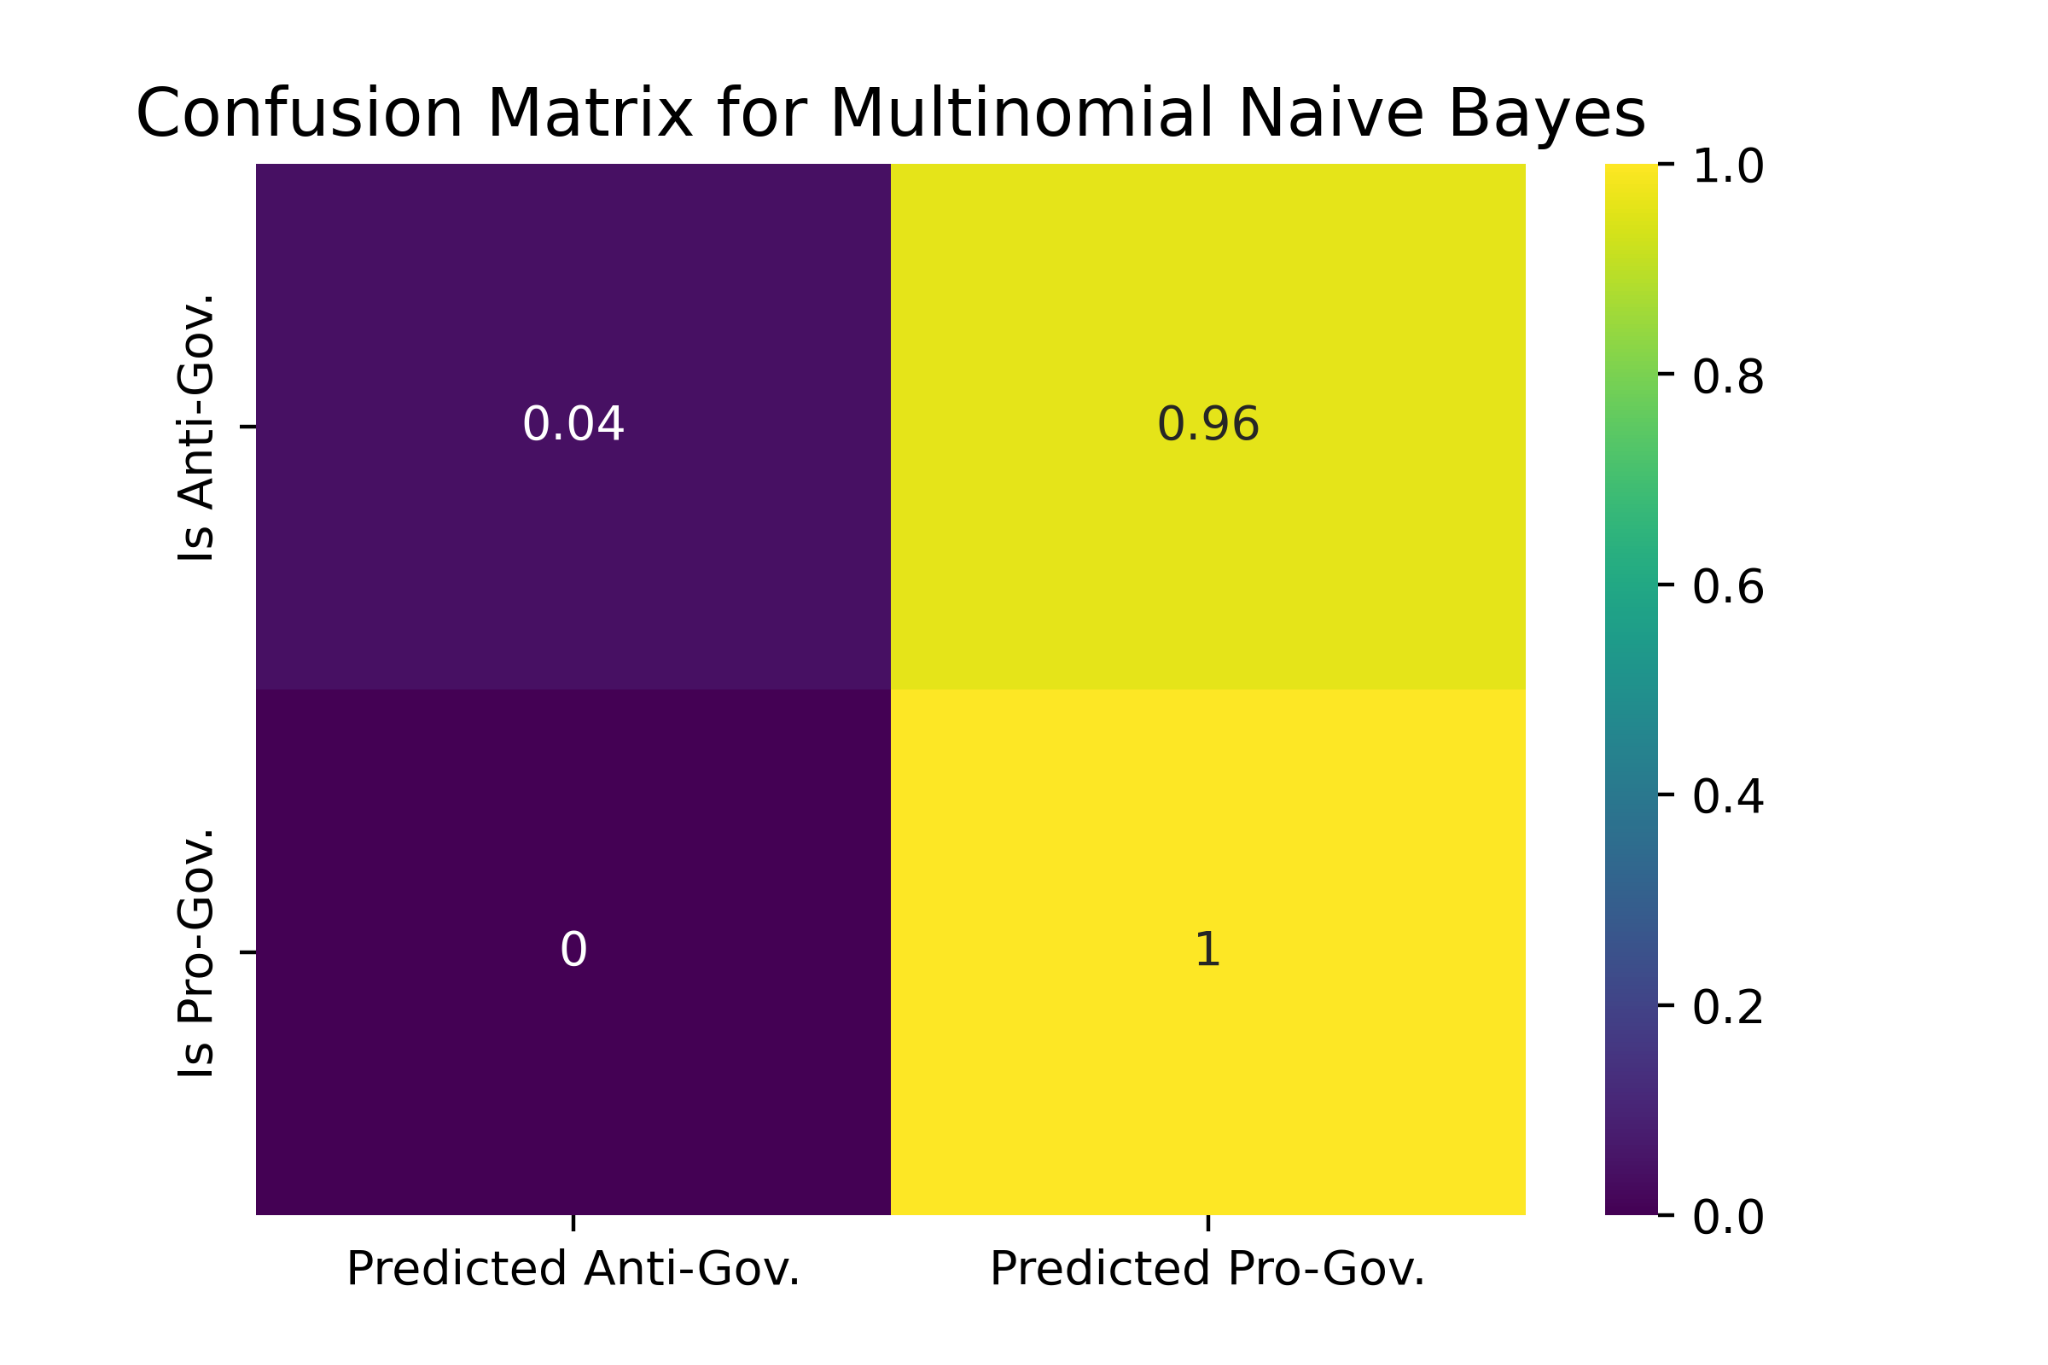 Confusion Matrix for Multinomial Naive Bayes
Is Anti-Gov.
0.04
0.96
Is Pro-Gov.
0
1
Predicted Anti-Gov.
Predicted Pro-Gov.
1.0
0.8
0.6
0.4
0.2
0.0